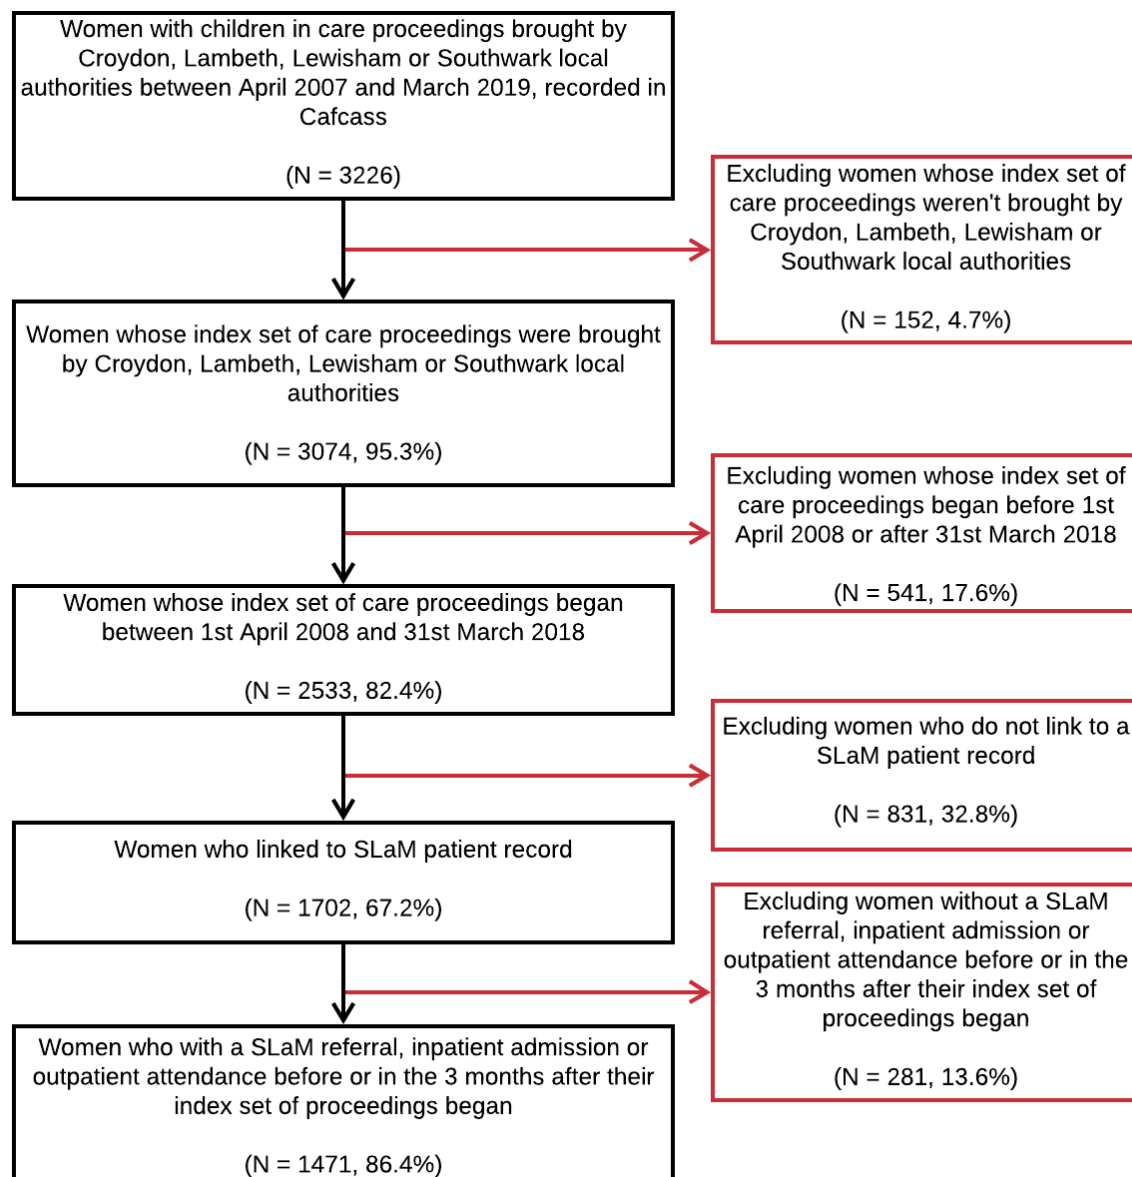 Women with children in care proceedings brought by
Croydon, Lambeth, Lewisham or Southwark local
authorities between April 2007 and March 2019, recorded in
Cafcass
(N = 3226)
Excluding women whose index set of
care proceedings weren't brought by
Croydon, Lambeth, Lewisham or
Southwark local authorities
(N = 152, 4.7%)
Women whose index set of care proceedings were brought
by Croydon, Lambeth, Lewisham or Southwark local
authorities
(N = 3074, 95.3%)
Excluding women whose index set of
care proceedings began before 1st
April 2008 or after 31st March 2018
(N = 541, 17.6%)
Women whose index set of care proceedings began
between 1st April 2008 and 31st March 2018
(N = 2533, 82.4%)
Excluding women who do not link to a
SLaM patient record
(N = 831, 32.8%)
Women who linked to SLaM patient record
(N = 1702, 67.2%)
Excluding women without a SLaM
referral, inpatient admission or
outpatient attendance before or in the
3 months after their index set of
proceedings began
(N = 281, 13.6%)
Women who with a SLaM referral, inpatient admission or
outpatient attendance before or in the 3 months after their
index set of proceedings began
(N = 1471, 86.4%)